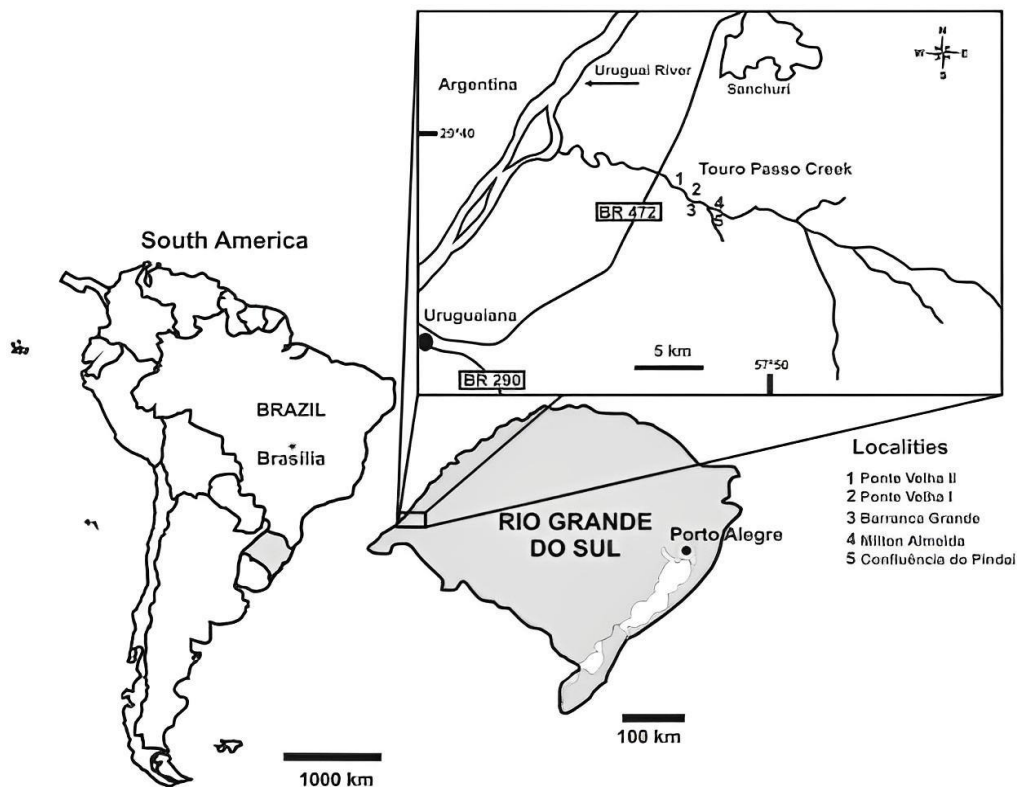 N
W
E
S
Argentina
Uruguai River
Sanchuri
29°40
Touro Passo Creek
1
2
3
4
5
BR 472
Uruguaiana
5 km
57°50
BR 290
South America
BRAZIL
Brasília
RIO GRANDE
DO SUL
Porto Alegre
Localities
1 Ponte Velha II
2 Ponte Velha I
3 Barranca Grande
4 Milton Almeida
5 Confluência do Pindaí
100 km
1000 km